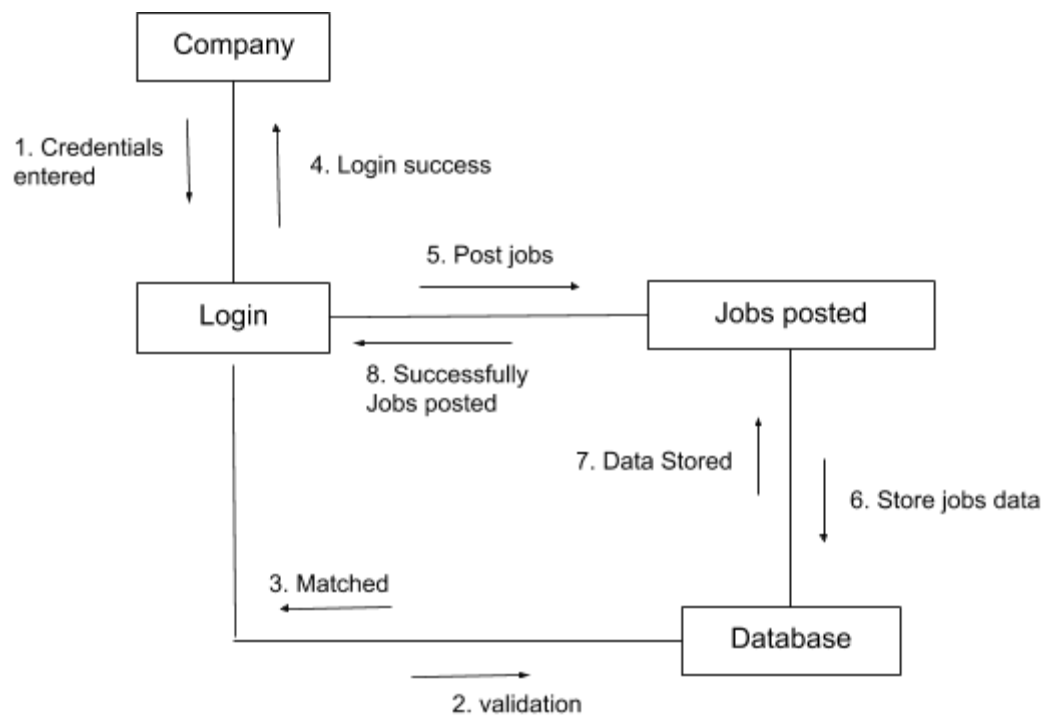 Company
1. Credentials
entered
4. Login success
5. Post jobs
Login
Jobs posted
8. Successfully
Jobs posted
7. Data Stored
6. Store jobs data
3. Matched
Database
2. validation